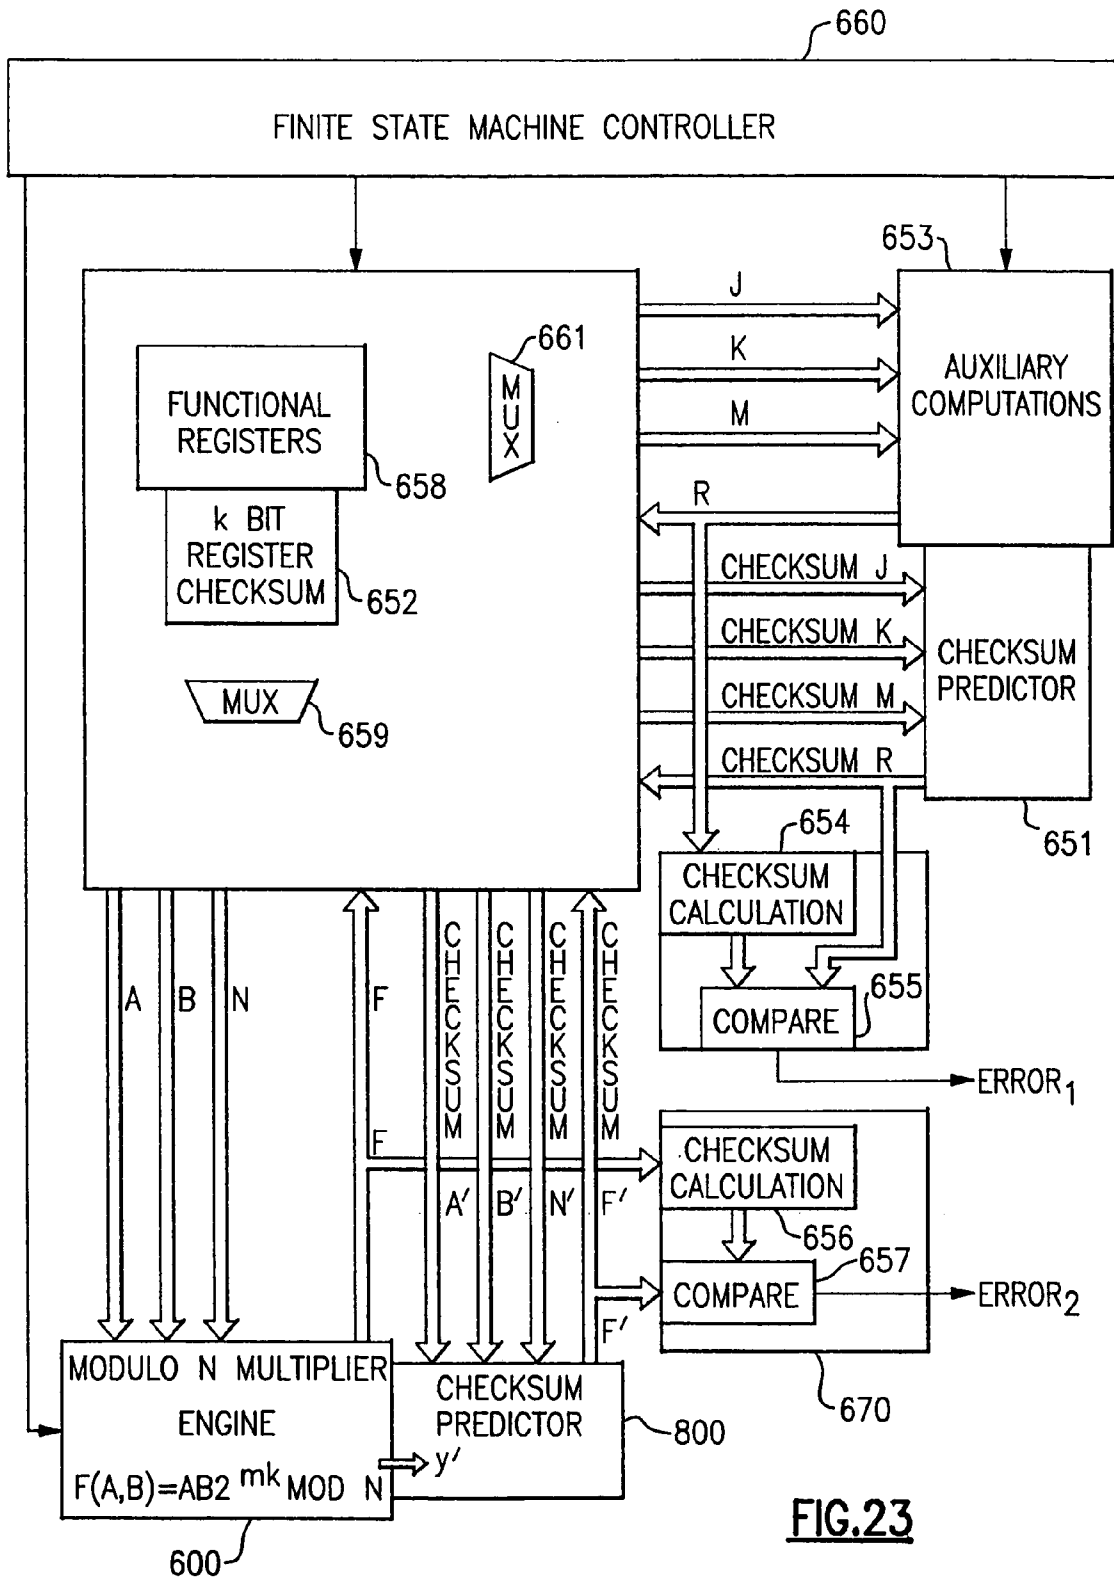 660
FINITE STATE MACHINE CONTROLLER
653
J
661
K
MUX
M
AUXILIARY
COMPUTATIONS
FUNCTIONAL
REGISTERS
658
R
k BIT
REGISTER
CHECKSUM
652
CHECKSUM J
CHECKSUM K
CHECKSUM M
CHECKSUM R
CHECKSUM
PREDICTOR
651
MUX
659
654
CHECKSUM
CALCULATION
655
COMPARE
ERROR1
A
B
N
F
CHECKSUM
CHECKSUM
CHECKSUM
CHECKSUM
F
A'
B'
N'
F'
CHECKSUM
CALCULATION
656
657
COMPARE
ERROR2
F'
670
MODULO N MULTIPLIER
ENGINE
F(A,B)=AB2 mk MOD N
600
CHECKSUM
PREDICTOR
y'
800
FIG.23